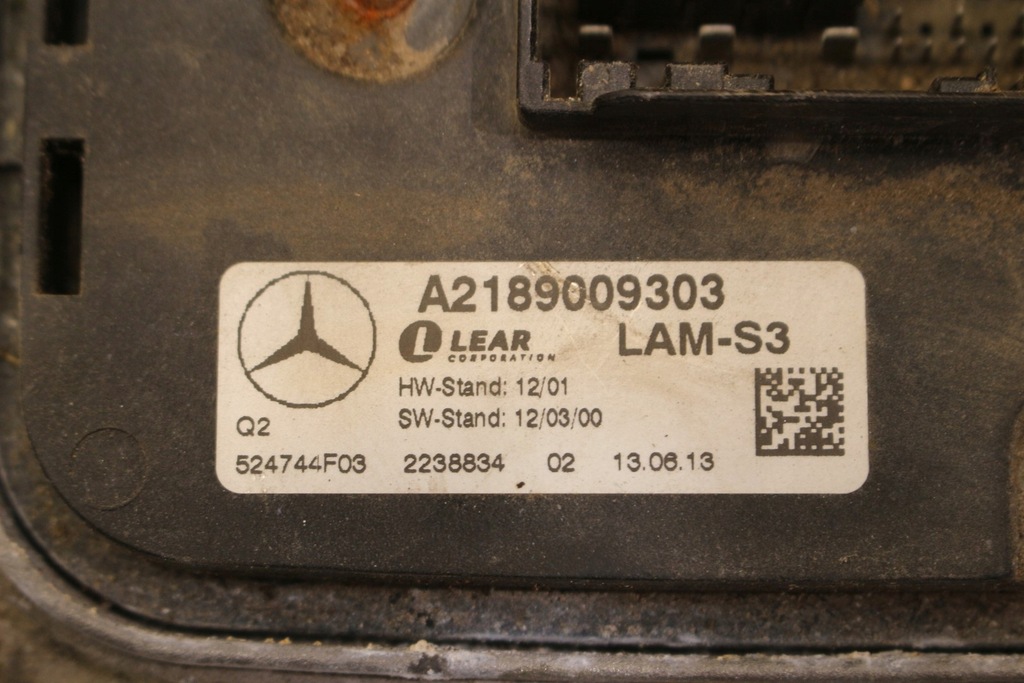 A2189009303
LEAR LAM-S3
CORPORATION
HW-Stand: 12/01
SW-Stand: 12/03/00
Q2
524744F03 2238834 02 13.06.13